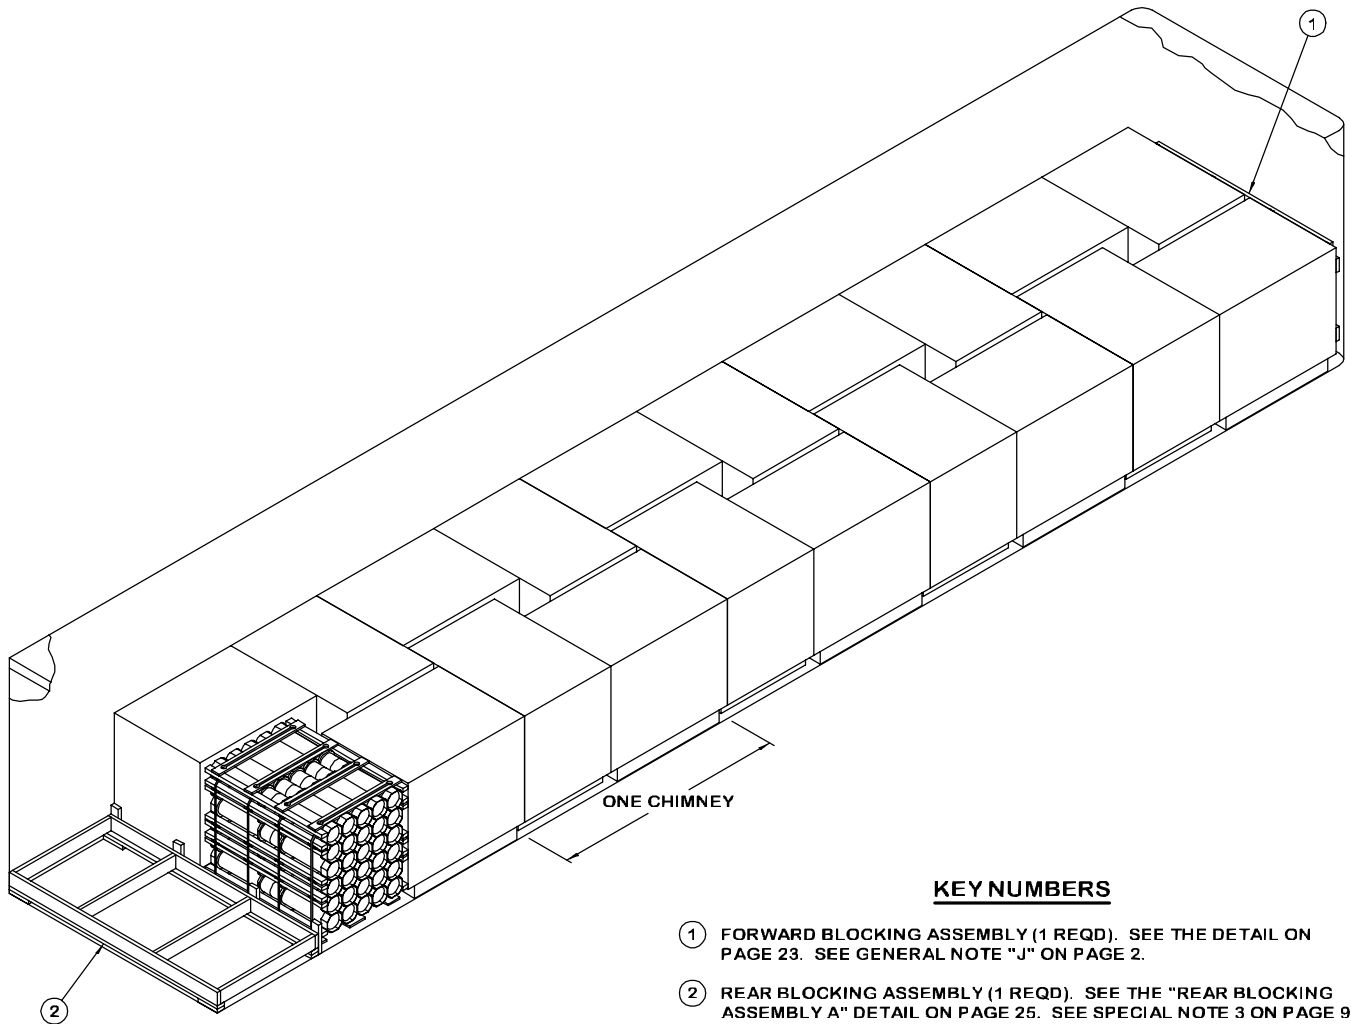 1
ONE CHIMNEY
2
KEY NUMBERS
1 FORWARD BLOCKING ASSEMBLY (1 REQD). SEE THE DETAIL ON
PAGE 23. SEE GENERAL NOTE "J" ON PAGE 2.
2 REAR BLOCKING ASSEMBLY (1 REQD). SEE THE "REAR BLOCKING
ASSEMBLY A" DETAIL ON PAGE 25. SEE SPECIAL NOTE 3 ON PAGE 9